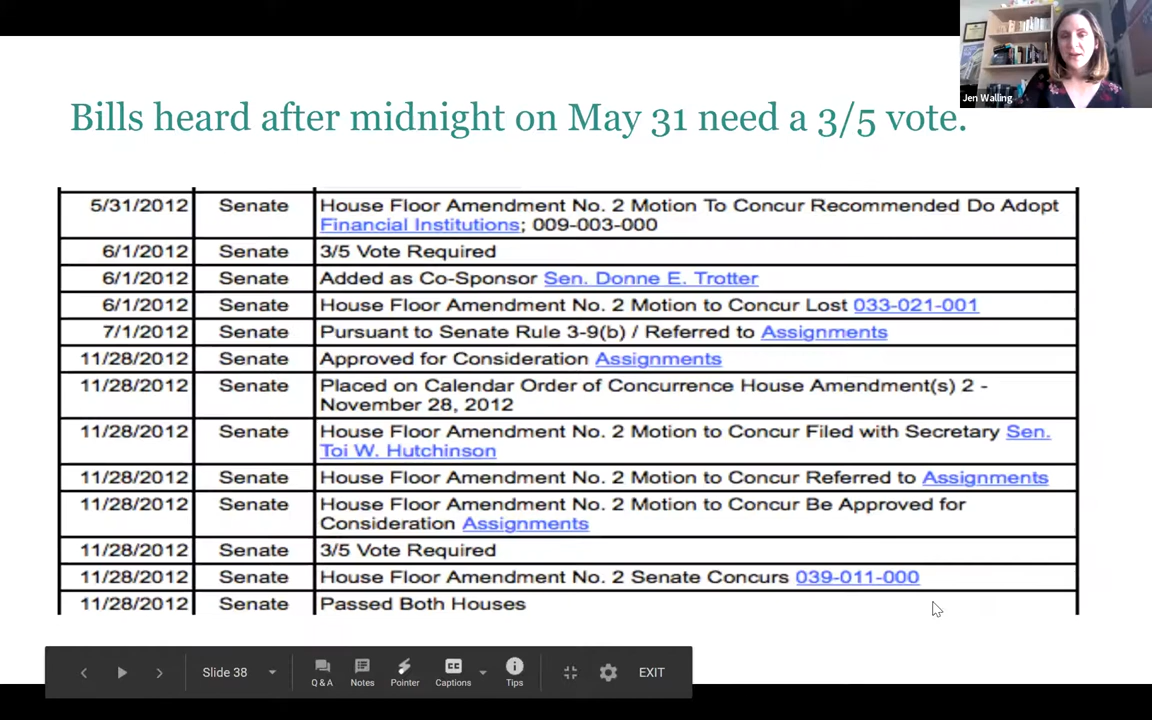 Jen Walling
Bills heard after midnight on May 31 need a 3/5 vote.
5/31/2012 Senate House Floor Amendment No. 2 Motion To Concur Recommended Do Adopt
Financial Institutions; 009-003-000
6/1/2012 Senate 3/5 Vote Required
6/1/2012 Senate Added as Co-Sponsor Sen. Donne E. Trotter
6/1/2012 Senate House Floor Amendment No. 2 Motion to Concur Lost 033-021-001
7/1/2012 Senate Pursuant to Senate Rule 3-9(b) / Referred to Assignments
11/28/2012 Senate Approved for Consideration Assignments
11/28/2012 Senate Placed on Calendar Order of Concurrence House Amendment(s) 2 -
November 28, 2012
11/28/2012 Senate House Floor Amendment No. 2 Motion to Concur Filed with Secretary Sen.
Toi W. Hutchinson
11/28/2012 Senate House Floor Amendment No. 2 Motion to Concur Referred to Assignments
11/28/2012 Senate House Floor Amendment No. 2 Motion to Concur Be Approved for
Consideration Assignments
11/28/2012 Senate 3/5 Vote Required
11/28/2012 Senate House Floor Amendment No. 2 Senate Concurs 039-011-000
11/28/2012 Senate Passed Both Houses
Slide 38
Q & A Notes Pointer CC Captions Tips EXIT